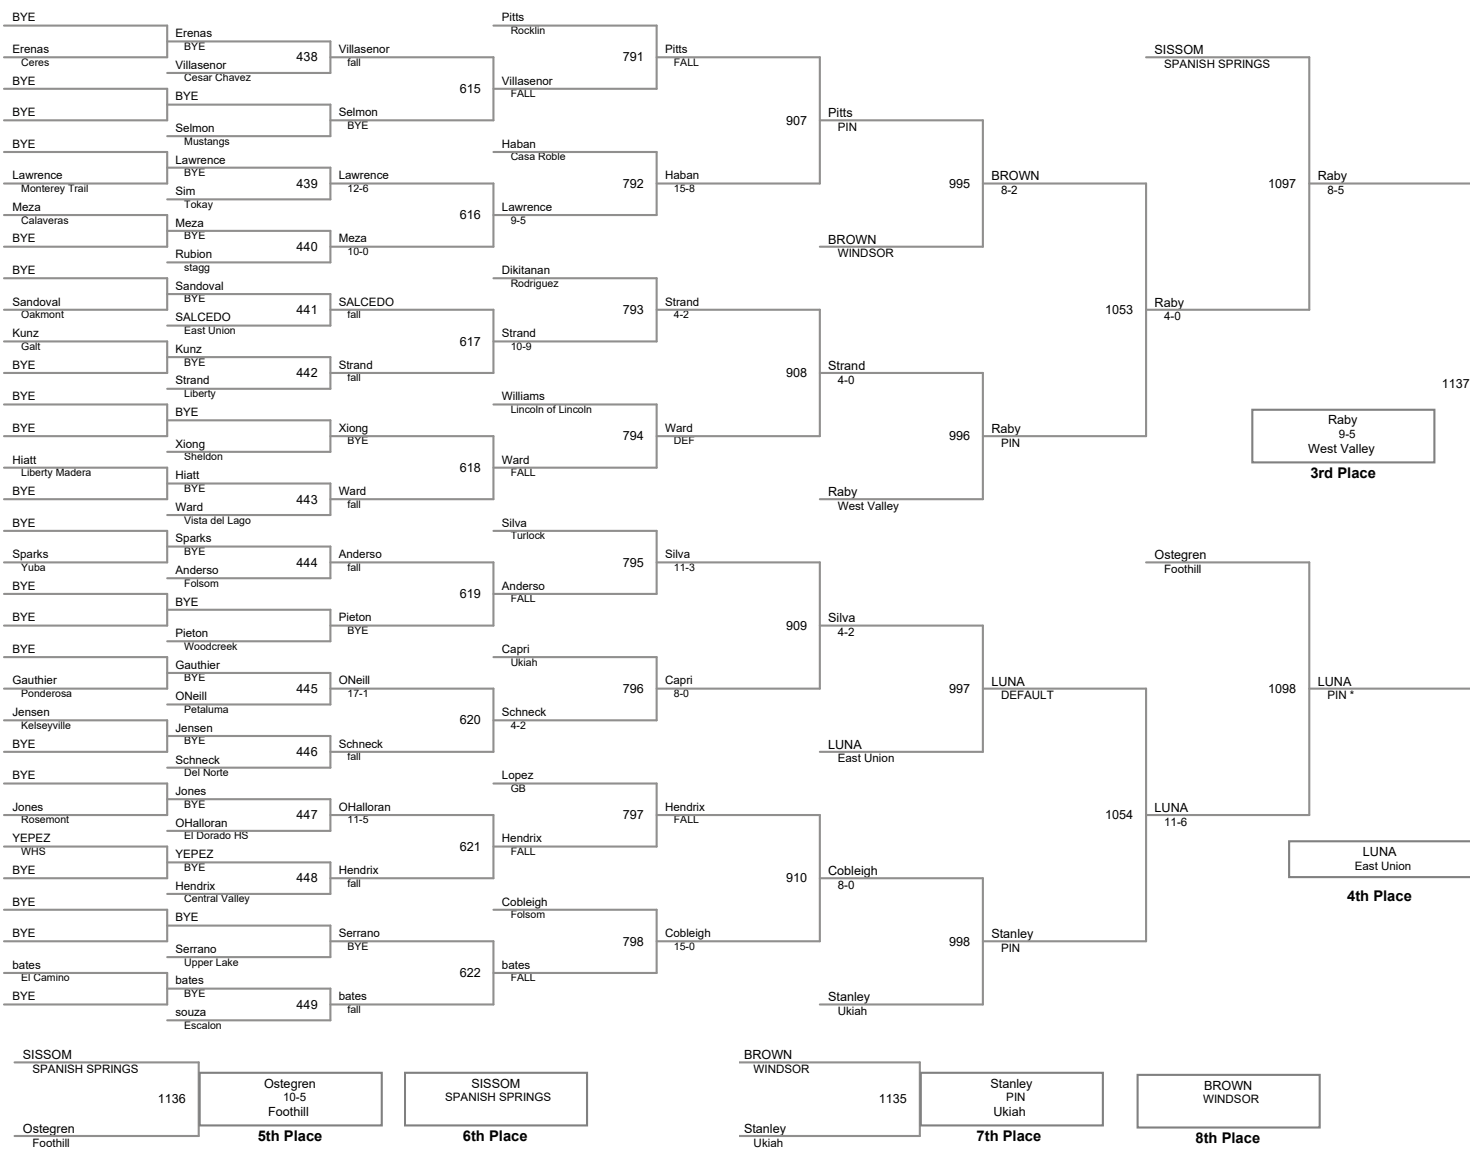 BYE
Erenas
Ceres
BYE
BYE
BYE
Lawrence
Monterey Trail
Meza
Calaveras
BYE
BYE
Sandoval
Oakmont
Kunz
Galt
BYE
BYE
BYE
Hiatt
Liberty Madera
BYE
BYE
Sparks
Yuba
BYE
BYE
BYE
Gauthier
Ponderosa
Jensen
Kelseyville
BYE
BYE
Jones
Rosemont
YEPEZ
WHS
BYE
BYE
BYE
bates
El Camino
BYE
Erenas
BYE
438
Villasenor
Cesar Chavez
BYE
Selmon
Mustangs
Lawrence
BYE
439
Sim
Tokay
Meza
BYE
440
Rubion
stagg
Sandoval
BYE
441
SALCEDO
East Union
Kunz
BYE
442
Strand
Liberty
BYE
Xiong
Sheldon
Hiatt
BYE
443
Ward
Vista del Lago
Sparks
BYE
444
Anderso
Folsom
BYE
Pieton
Woodcreek
Gauthier
BYE
445
ONeill
Petaluma
Jensen
BYE
446
Schneck
Del Norte
Jones
BYE
447
OHalloran
El Dorado HS
YEPEZ
BYE
448
Hendrix
Central Valley
BYE
Serrano
Upper Lake
bates
BYE
449
souza
Escalon
Villasenor
fall
615
Selmon
BYE
Lawrence
12-6
616
Meza
10-0
SALCEDO
fall
617
Strand
fall
Xiong
BYE
618
Ward
fall
Anderso
fall
619
Pieton
BYE
ONeill
17-1
620
Schneck
fall
OHalloran
11-5
621
Hendrix
fall
Serrano
BYE
622
bates
fall
Pitts
Rocklin
791
Villasenor
FALL
Haban
Casa Roble
792
Lawrence
9-5
Dikitanan
Rodriguez
793
Strand
10-9
Williams
Lincoln of Lincoln
794
Ward
FALL
Silva
Turlock
795
Anderso
FALL
Capri
Ukiah
796
Schneck
4-2
Lopez
GB
797
Hendrix
FALL
Cobleigh
Folsom
798
bates
FALL
Pitts
FALL
907
Haban
15-8
Strand
4-2
908
Ward
DEF
Silva
11-3
909
Capri
8-0
Hendrix
FALL
910
Cobleigh
15-0
Pitts
PIN
995
BROWN
WINDSOR
Strand
4-0
996
Raby
West Valley
Silva
4-2
997
LUNA
East Union
Cobleigh
8-0
998
Stanley
Ukiah
BROWN
8-2
1053
Raby
PIN
LUNA
DEFAULT
1054
Stanley
PIN
SISSOM
SPANISH SPRINGS
1097
Raby
4-0
Ostegren
Foothill
1098
LUNA
11-6
Raby
8-5
1137
LUNA
PIN *
Raby
9-5
West Valley
3rd Place
LUNA
East Union
4th Place
SISSOM
SPANISH SPRINGS
1136
Ostegren
Foothill
Ostegren
10-5
Foothill
5th Place
SISSOM
SPANISH SPRINGS
6th Place
BROWN
WINDSOR
1135
Stanley
Ukiah
Stanley
PIN
Ukiah
7th Place
BROWN
WINDSOR
8th Place